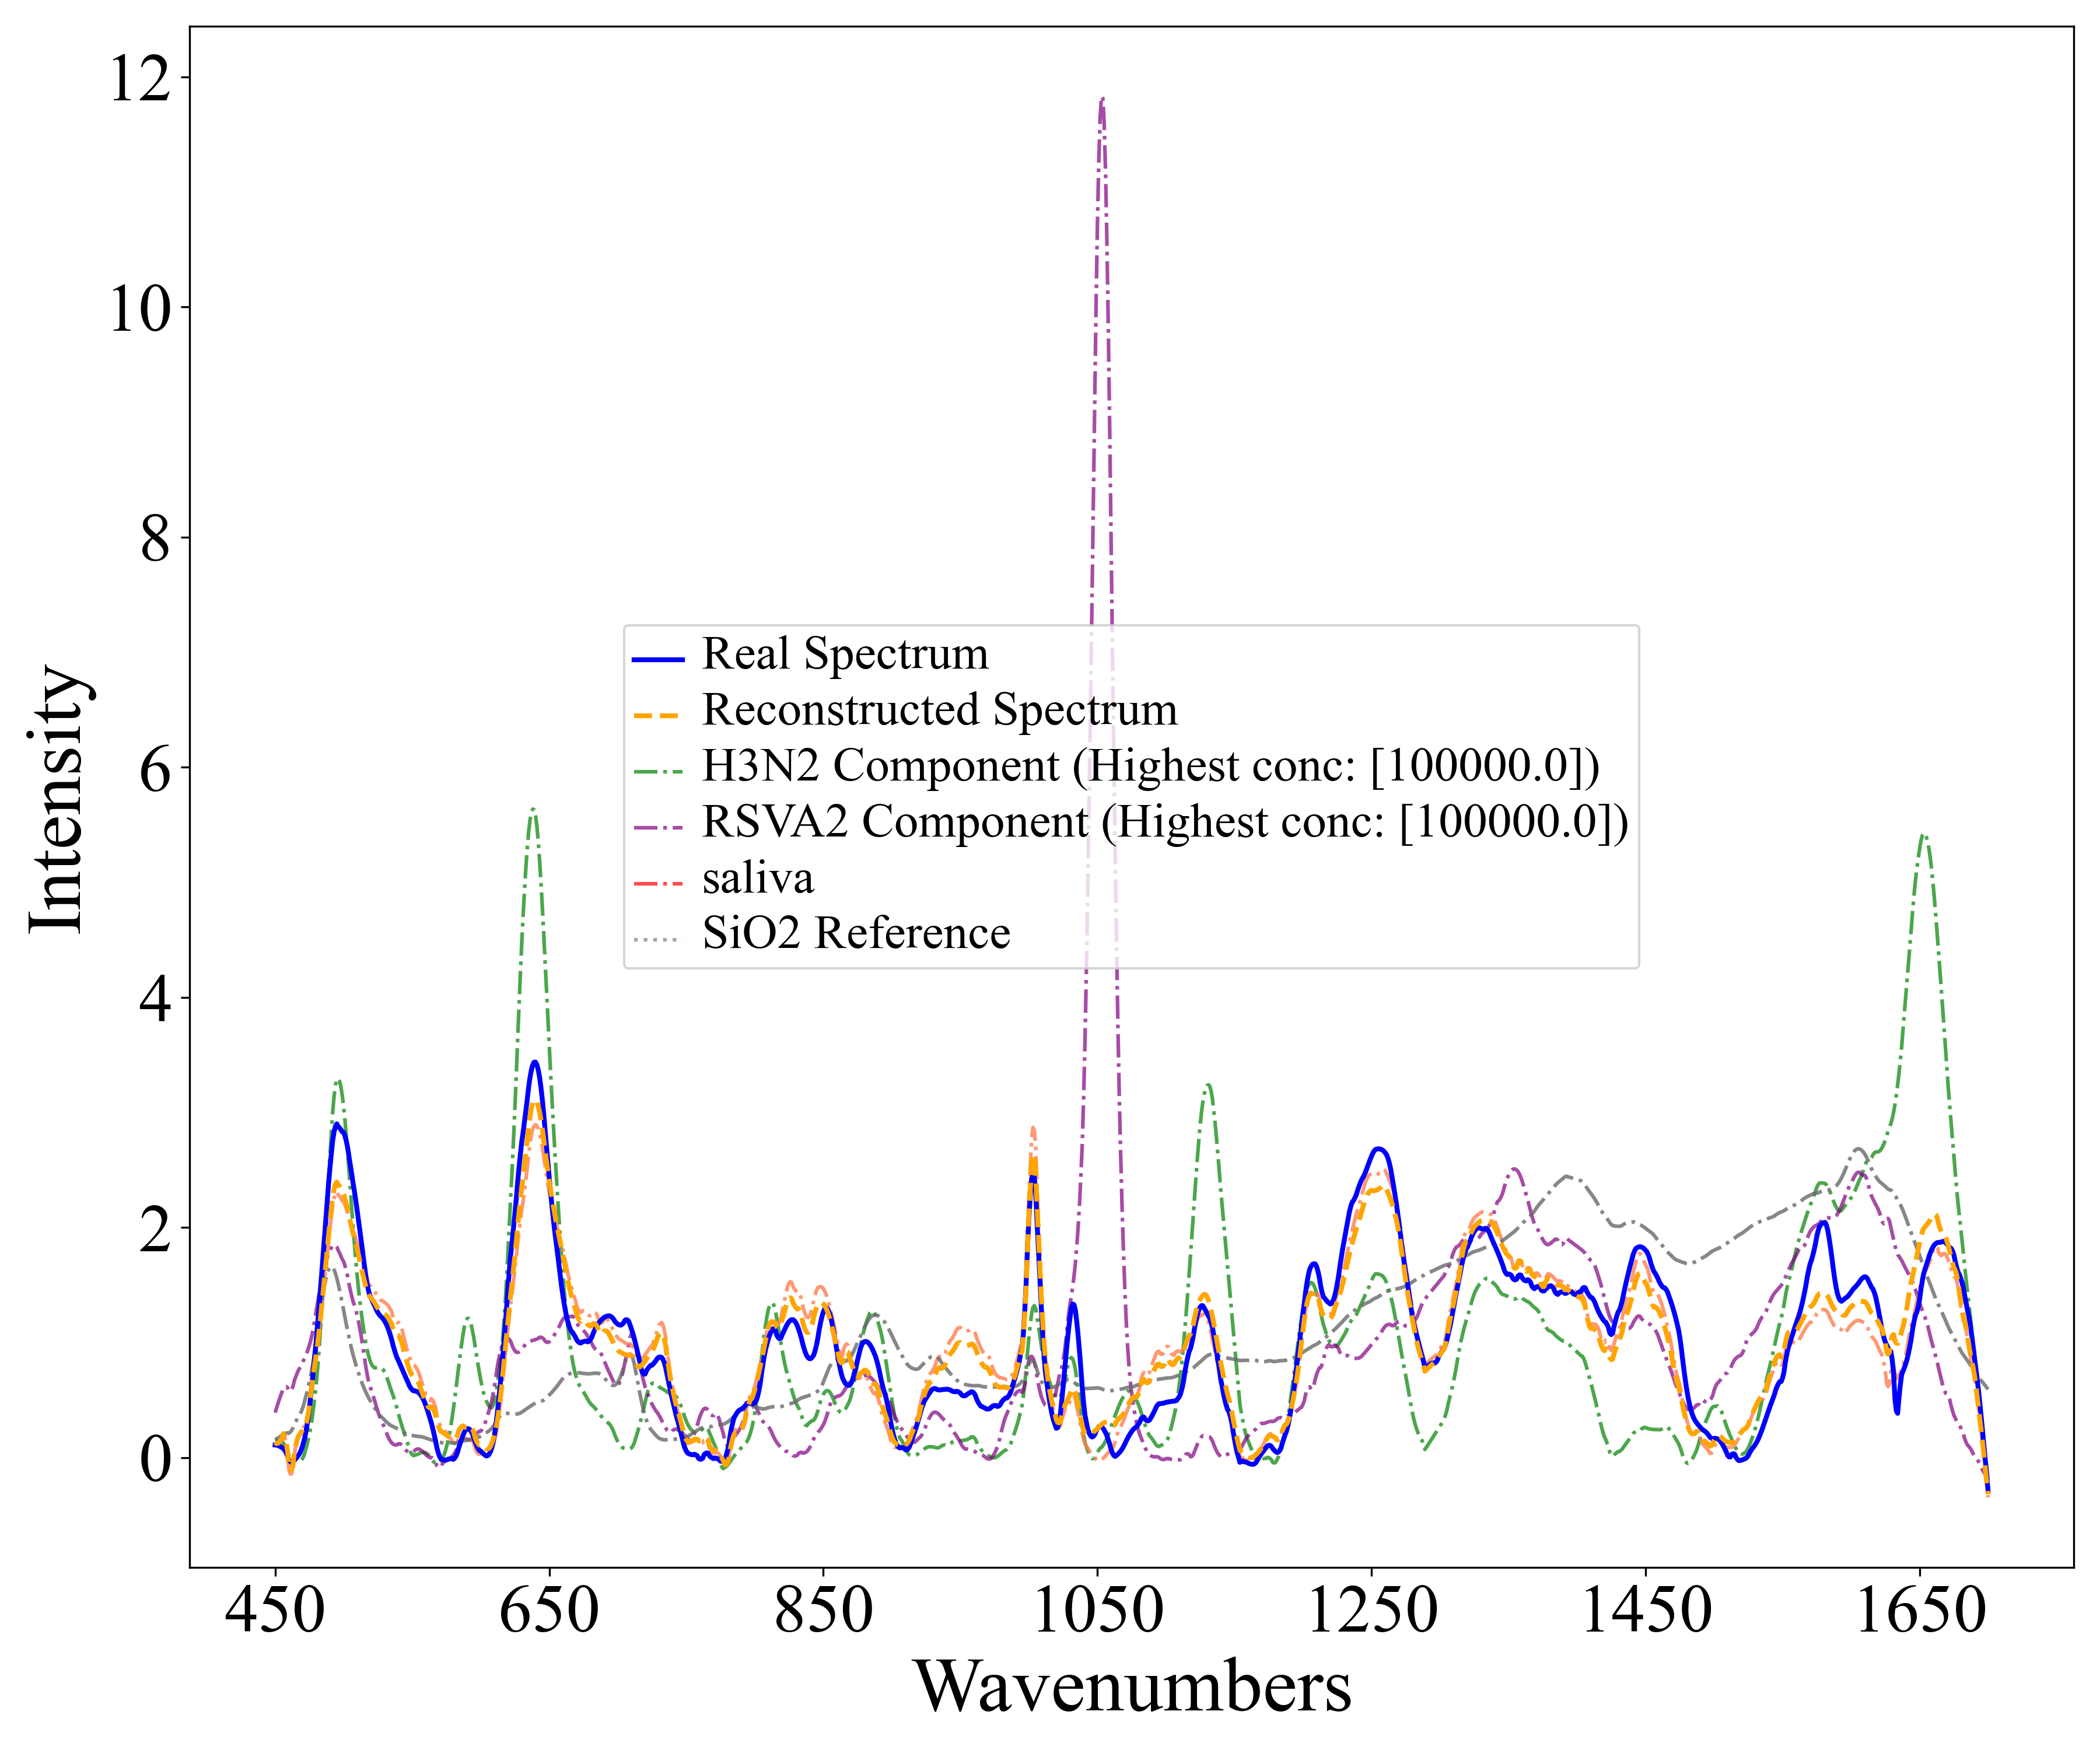 12
10
8
6
4
2
0
Intensity
Real Spectrum
Reconstructed Spectrum
H3N2 Component (Highest conc: [100000.0])
RSVA2 Component (Highest conc: [100000.0])
saliva
SiO2 Reference
450 650 850 1050 1250 1450 1650
Wavenumbers